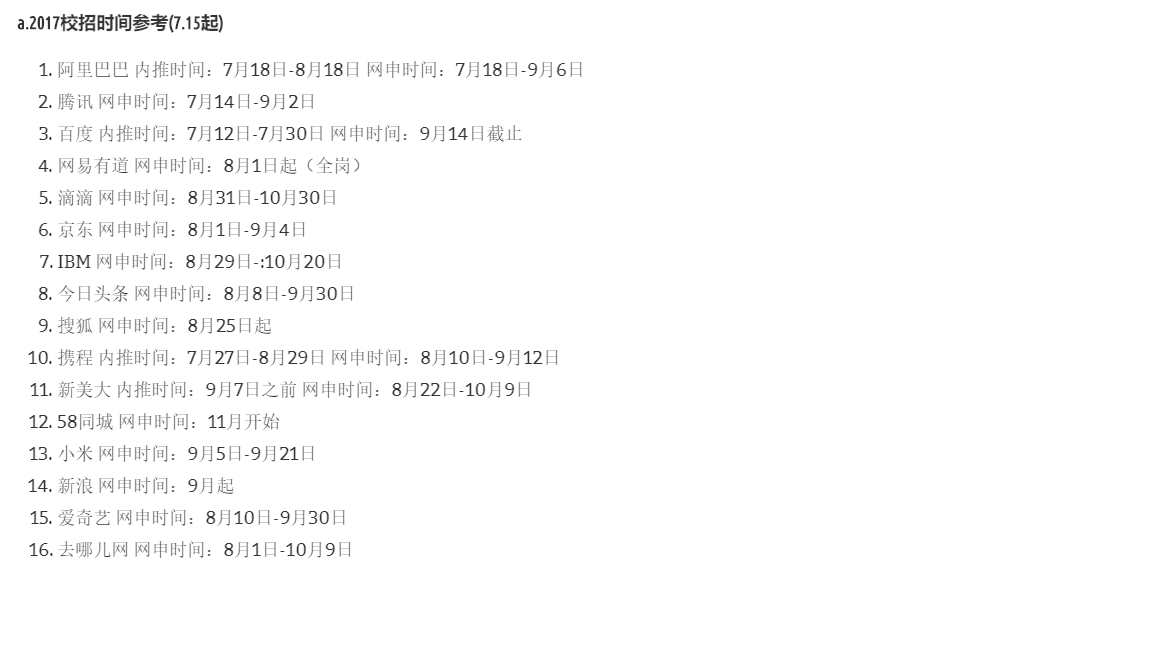 a.2017校招时间参考(7.15起)
1. 阿里巴巴 内推时间：7月18日-8月18日 网申时间：7月18日-9月6日
2. 腾讯 网申时间：7月14日-9月2日
3. 百度 内推时间：7月12日-7月30日 网申时间：9月14日截止
4. 网易有道 网申时间：8月1日起（全岗）
5. 滴滴 网申时间：8月31日-10月30日
6. 京东 网申时间：8月1日-9月4日
7. IBM 网申时间：8月29日-:10月20日
8. 今日头条 网申时间：8月8日-9月30日
9. 搜狐 网申时间：8月25日起
10. 携程 内推时间：7月27日-8月29日 网申时间：8月10日-9月12日
11. 新美大 内推时间：9月7日之前 网申时间：8月22日-10月9日
12. 58同城 网申时间：11月开始
13. 小米 网申时间：9月5日-9月21日
14. 新浪 网申时间：9月起
15. 爱奇艺 网申时间：8月10日-9月30日
16. 去哪儿网 网申时间：8月1日-10月9日